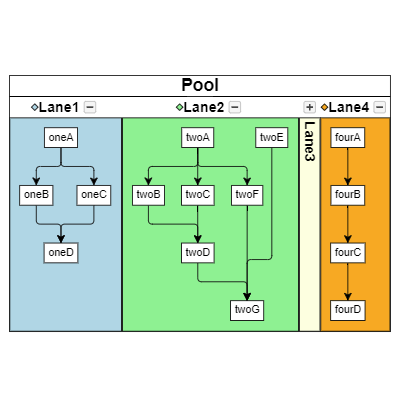 Pool
Lane1
Lane2
Lane4
Lane3
oneA
twoA
twoE
fourA
oneB
oneC
twoB
twoC
twoF
fourB
oneD
twoD
fourC
twoG
fourD